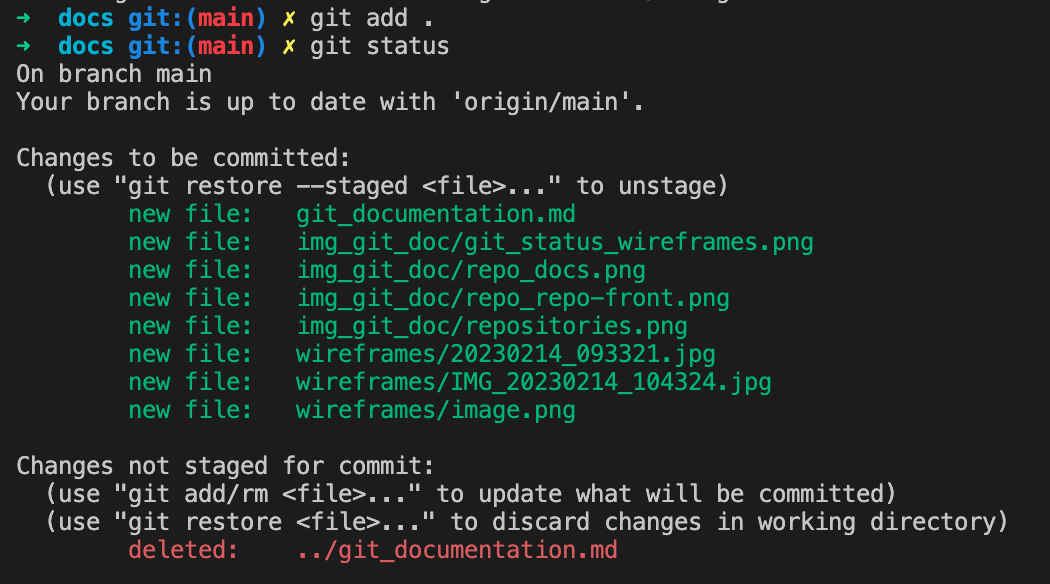 ➜  docs git:(main) ✗ git add .
➜  docs git:(main) ✗ git status
On branch main
Your branch is up to date with 'origin/main'.

Changes to be committed:
  (use "git restore --staged <file>..." to unstage)
        new file:   git_documentation.md
        new file:   img_git_doc/git_status_wireframes.png
        new file:   img_git_doc/repo_docs.png
        new file:   img_git_doc/repo_repo-front.png
        new file:   img_git_doc/repositories.png
        new file:   wireframes/20230214_093321.jpg
        new file:   wireframes/IMG_20230214_104324.jpg
        new file:   wireframes/image.png

Changes not staged for commit:
  (use "git add/rm <file>..." to update what will be committed)
  (use "git restore <file>..." to discard changes in working directory)
        deleted:    ../git_documentation.md